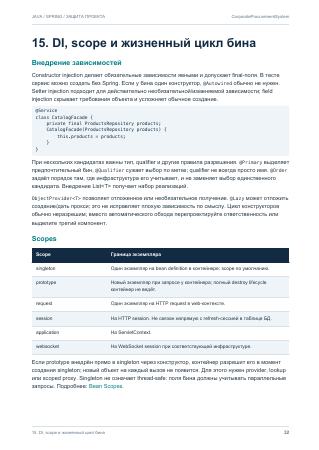 JAVA / SPRING / ЗАЩИТА ПРОЕКТА
CorporateProcurementSystem
15. DI, scope и жизненный цикл бина
Внедрение зависимостей
Constructor injection делает обязательные зависимости явными и допускает final-поля. В тесте
сервис можно создать без Spring. Если у бина один конструктор, @Autowired обычно не нужен.
Setter injection подходит для действительно необязательной/изменяемой зависимости; field
injection скрывает требования объекта и усложняет обычное создание.
@Service
class CatalogFacade {
private final ProductsRepository products;
CatalogFacade(ProductsRepository products) {
this.products = products;
}
}
При нескольких кандидатах важны тип, qualifier и другие правила разрешения. @Primary выделяет
предпочтительный бин, @Qualifier сужает выбор по метке; qualifier не всегда просто имя. @Order
задаёт порядок там, где инфраструктура его учитывает, и не заменяет выбор единственного
кандидата. Внедрение List<T> получает набор реализаций.
ObjectProvider<T> позволяет отложенное или необязательное получение. @Lazy может отложить
создание/дать прокси; это не исправляет плохую зависимость по смыслу. Цикл конструкторов
обычно неразрешим; вместо автоматического обхода перепроектируйте ответственность или
выделите третий компонент.
Scopes
Scope
Граница экземпляра
singleton
Один экземпляр на bean definition в контейнере; scope по умолчанию.
prototype
Новый экземпляр при запросе у контейнера; полный destroy lifecycle
контейнер не ведёт.
request
Один экземпляр на HTTP request в web-контексте.
session
На HTTP session. Не связан напрямую с refresh-сессией в таблице БД.
application
На ServletContext.
websocket
На WebSocket session при соответствующей инфраструктуре.
Если prototype внедрён прямо в singleton через конструктор, контейнер разрешил его в момент
создания singleton; новый объект на каждый вызов не появится. Для этого нужен provider, lookup
или scoped proxy. Singleton не означает thread-safe: поля бина должны учитывать параллельные
запросы. Подробнее: Bean Scopes.
15. DI, scope и жизненный цикл бина
32